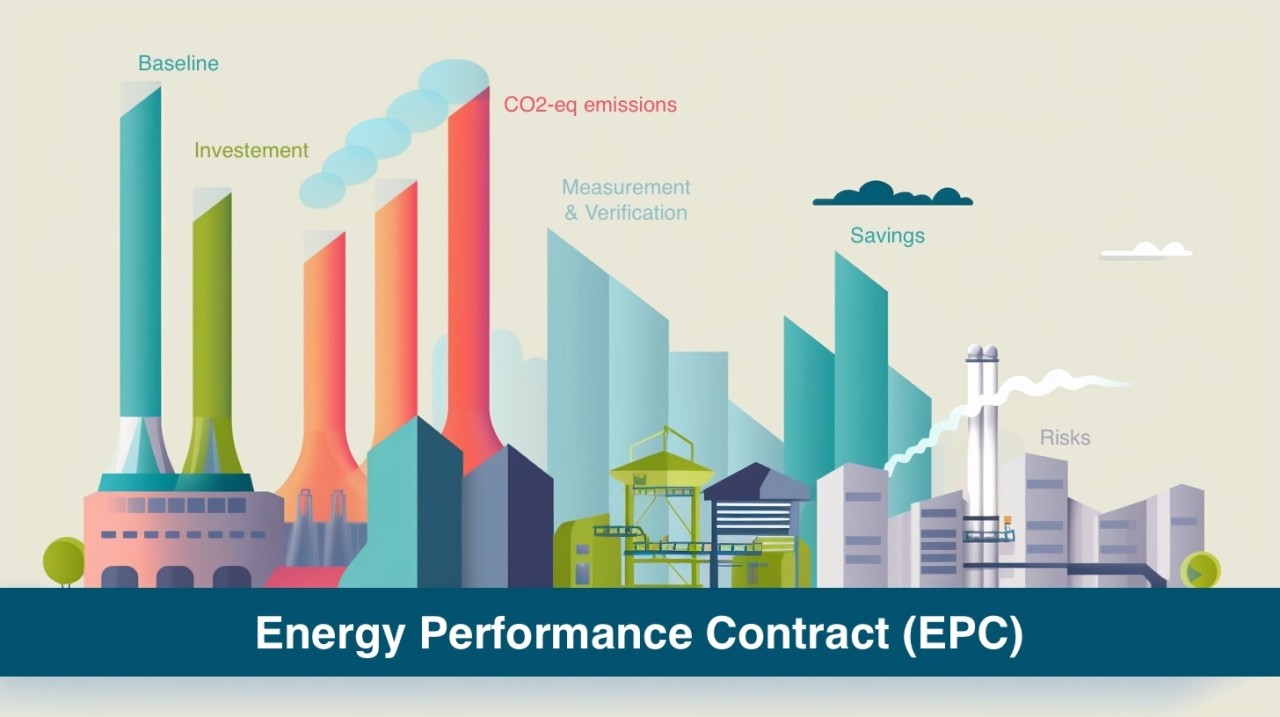 Baseline
CO2-eq emissions
Investement
Measurement
& Verification
Savings
Risks
Energy Performance Contract (EPC)